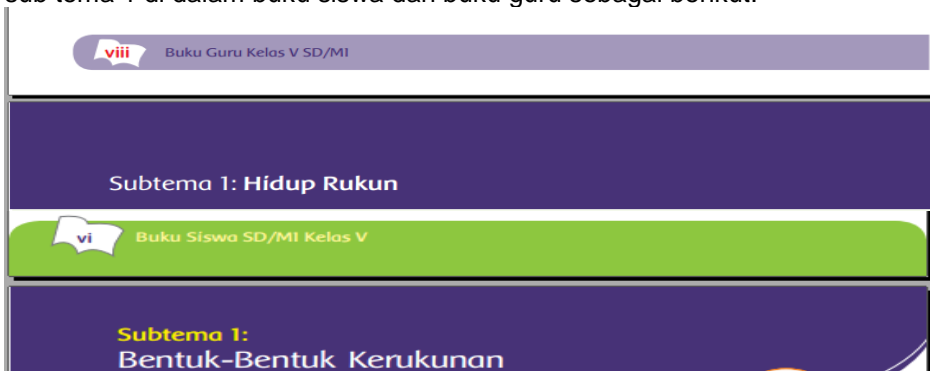 sub tema 1 di dalam buku siswa dan buku guru sebagai berikut:
viii Buku Guru Kelas V SD/MI
Subtema 1: Hidup Rukun
vi Buku Siswa SD/MI Kelas V
Subtema 1:
Bentuk-Bentuk Kerukunan